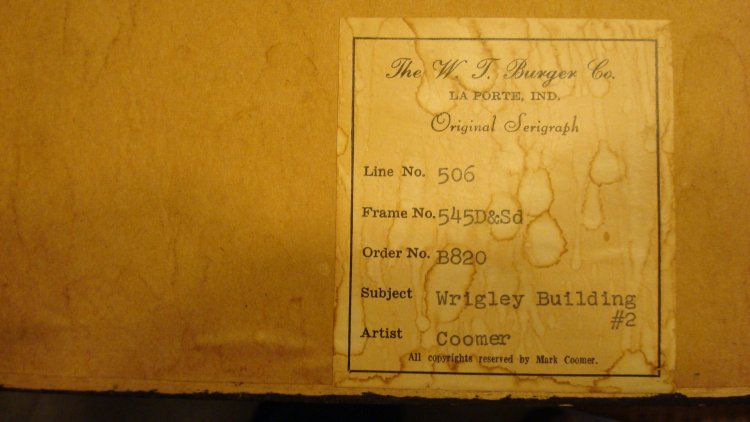 The W. T. Burger Co.
LA PORTE, IND.
Original Serigraph
Line No. 506
Frame No. 545D&Sd
Order No. B820
Subject Wrigley Building
#2
Artist Coomer
All copyrights reserved by Mark Coomer.